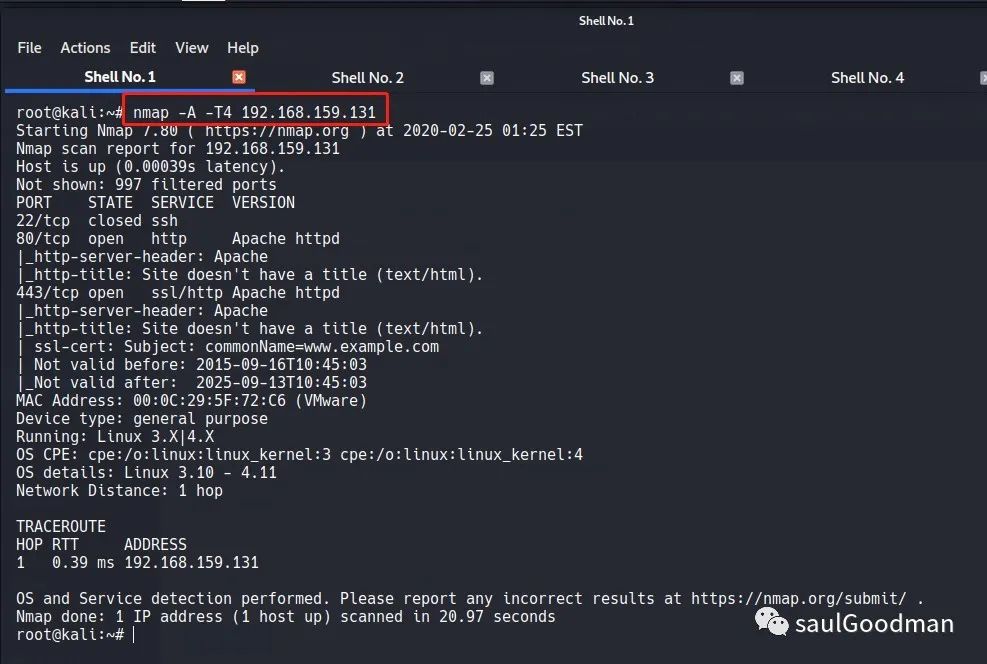 Shell No. 1
File Actions Edit View Help
Shell No. 1 Shell No. 2 Shell No. 3 Shell No. 4
root@kali:~# nmap -A -T4 192.168.159.131
Starting Nmap 7.80 ( https://nmap.org ) at 2020-02-25 01:25 EST
Nmap scan report for 192.168.159.131
Host is up (0.00039s latency).
Not shown: 997 filtered ports
PORT    STATE  SERVICE  VERSION
22/tcp  closed ssh
80/tcp  open   http     Apache httpd
|_http-server-header: Apache
|_http-title: Site doesn't have a title (text/html).
443/tcp open   ssl/http Apache httpd
|_http-server-header: Apache
|_http-title: Site doesn't have a title (text/html).
| ssl-cert: Subject: commonName=www.example.com
| Not valid before: 2015-09-16T10:45:03
|_Not valid after:  2025-09-13T10:45:03
MAC Address: 00:0C:29:5F:72:C6 (VMware)
Device type: general purpose
Running: Linux 3.X|4.X
OS CPE: cpe:/o:linux:linux_kernel:3 cpe:/o:linux:linux_kernel:4
OS details: Linux 3.10 - 4.11
Network Distance: 1 hop
TRACEROUTE
HOP RTT     ADDRESS
1   0.39 ms 192.168.159.131
OS and Service detection performed. Please report any incorrect results at https://nmap.org/submit/ .
Nmap done: 1 IP address (1 host up) scanned in 20.97 seconds
root@kali:~#
saulGoodman